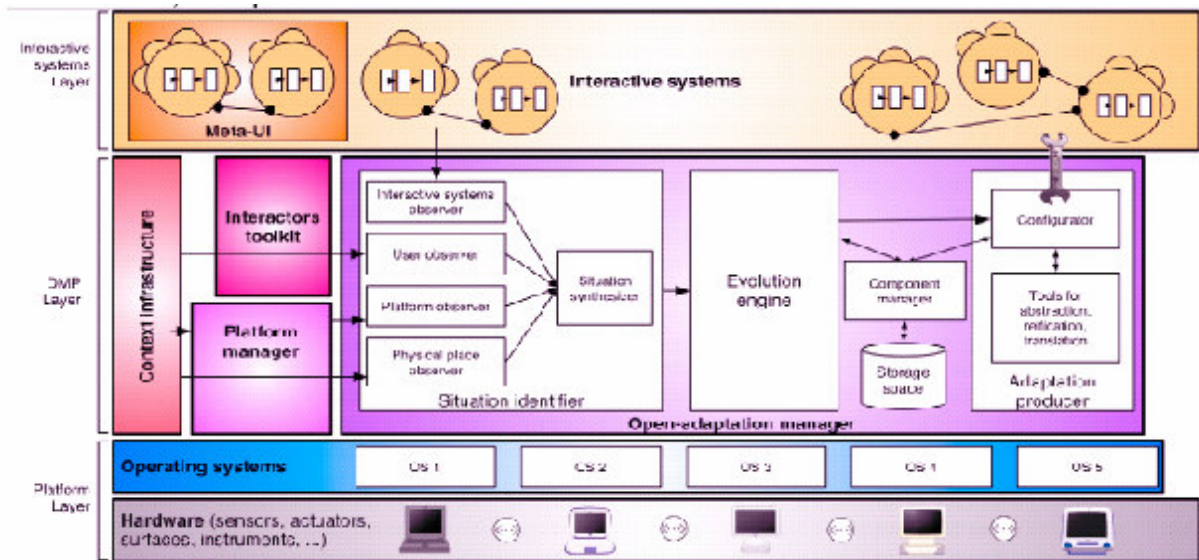 Interactive
systems
Layer
Meta-UI
Interactive systems
DMP
Layer
Context infrastructure
Interactors
toolkit
Platform
manager
Interactive systems
observer
User observer
Platform observer
Physical place
observer
Situation
synthesizer
Situation identifier
Evolution
engine
Component
manager
Storage
space
Configurator
Tools for
abstraction,
reification,
translation
Adaptation
producer
Open-adaptation manager
Platform
Layer
Operating systems
OS 1
OS 2
OS 3
OS 4
OS 5
Hardware (sensors, actuators,
surfaces, instruments, ...)